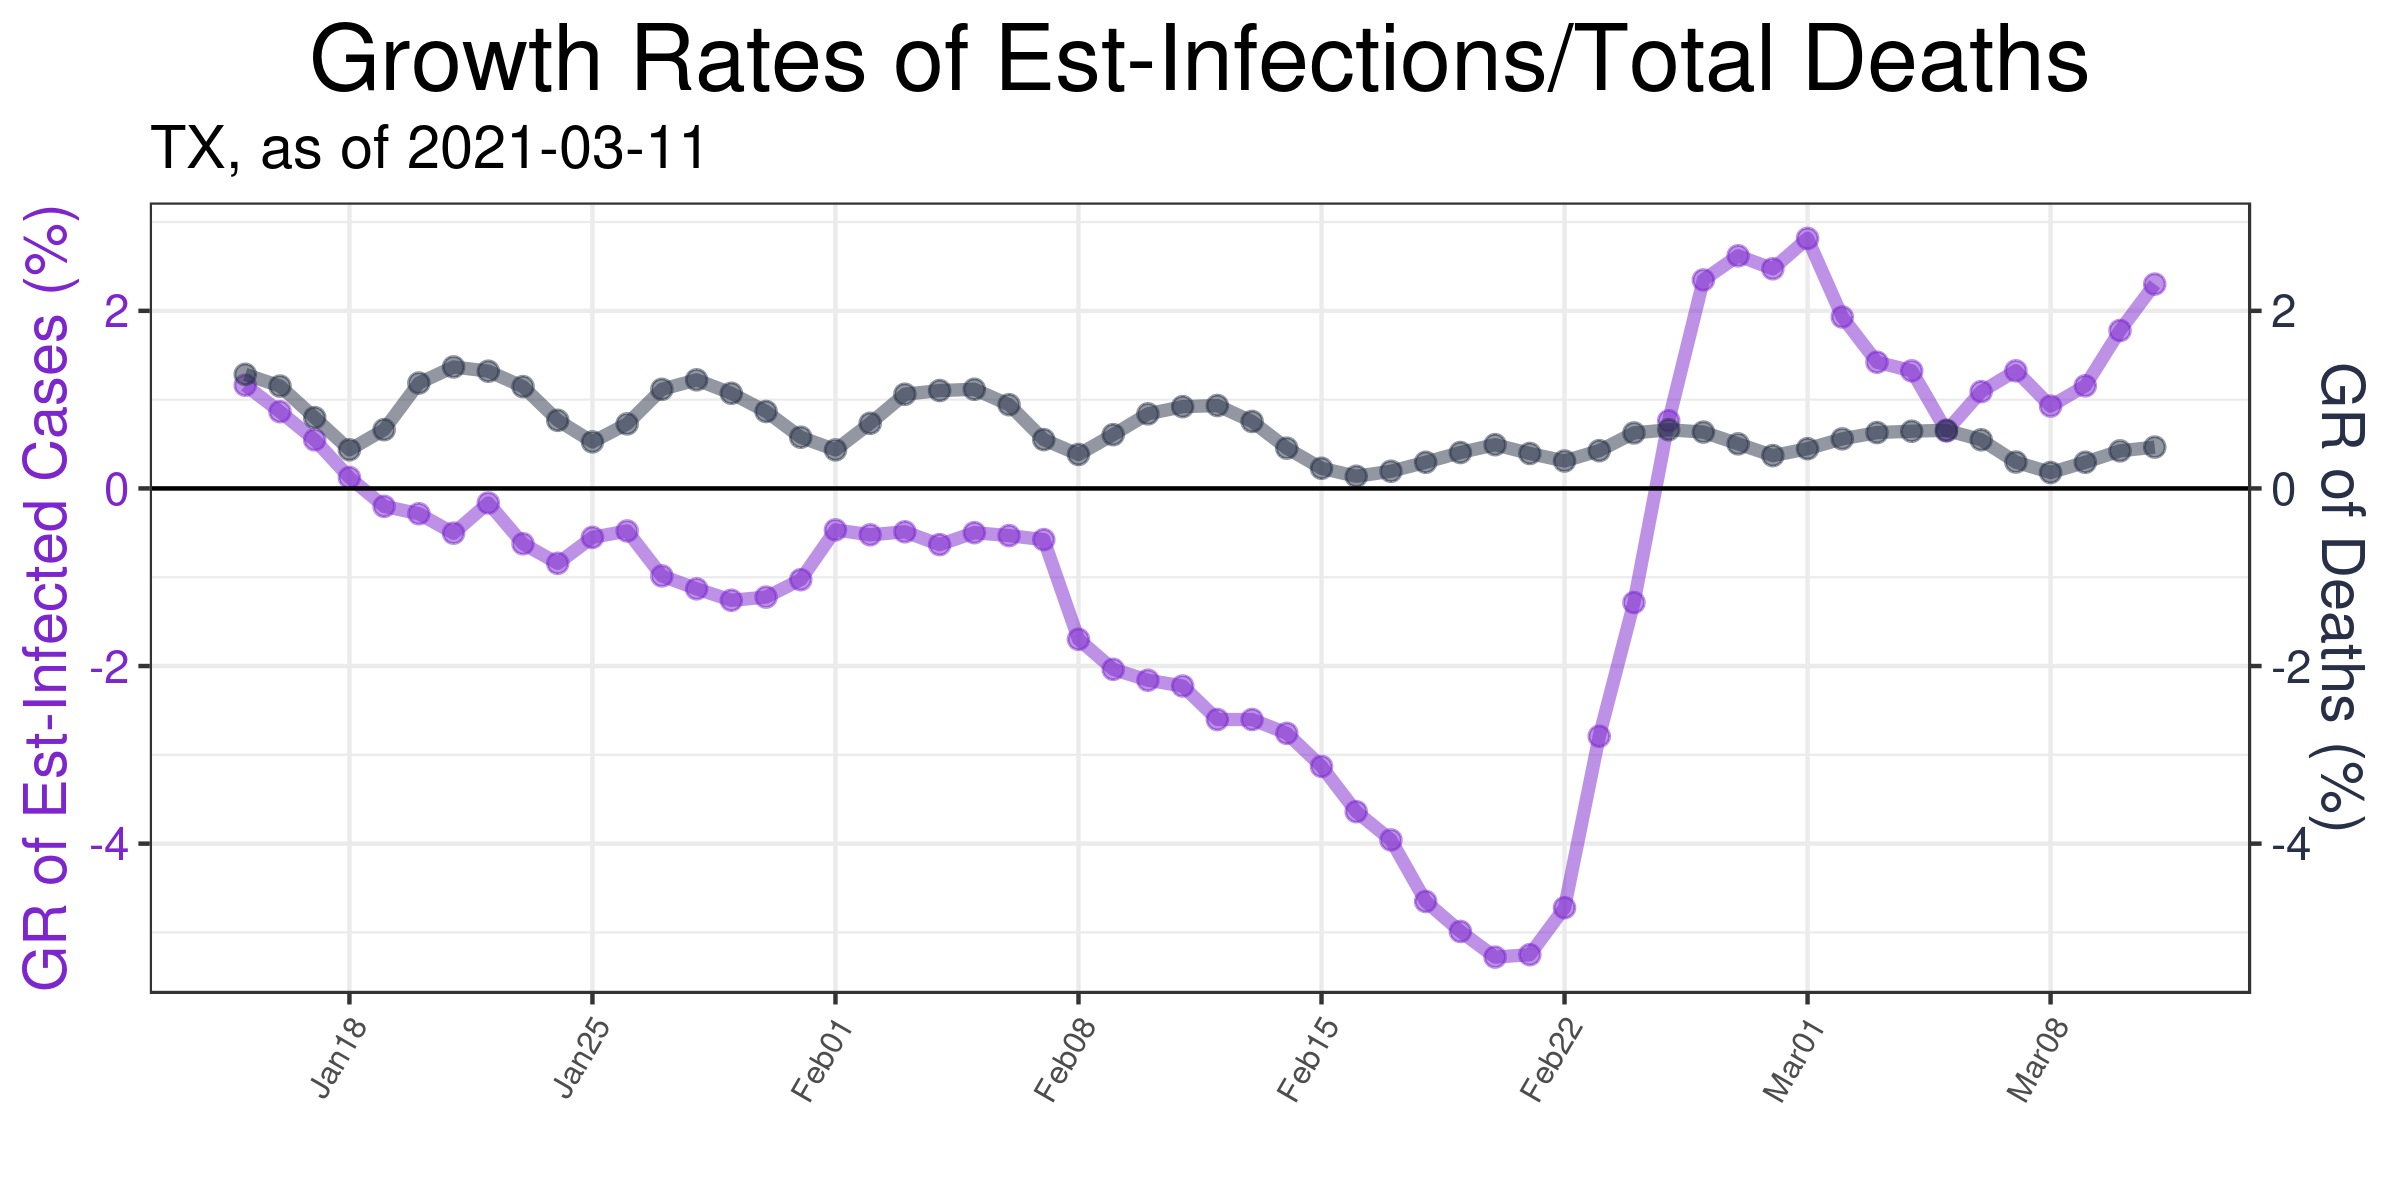 Growth Rates of Est-Infections/Total Deaths
TX, as of 2021-03-11
GR of Est-Infected Cases (%)
2
0
-2
-4
2
0
-2
-4
GR of Deaths (%)
Jan18
Jan25
Feb01
Feb08
Feb15
Feb22
Mar01
Mar08